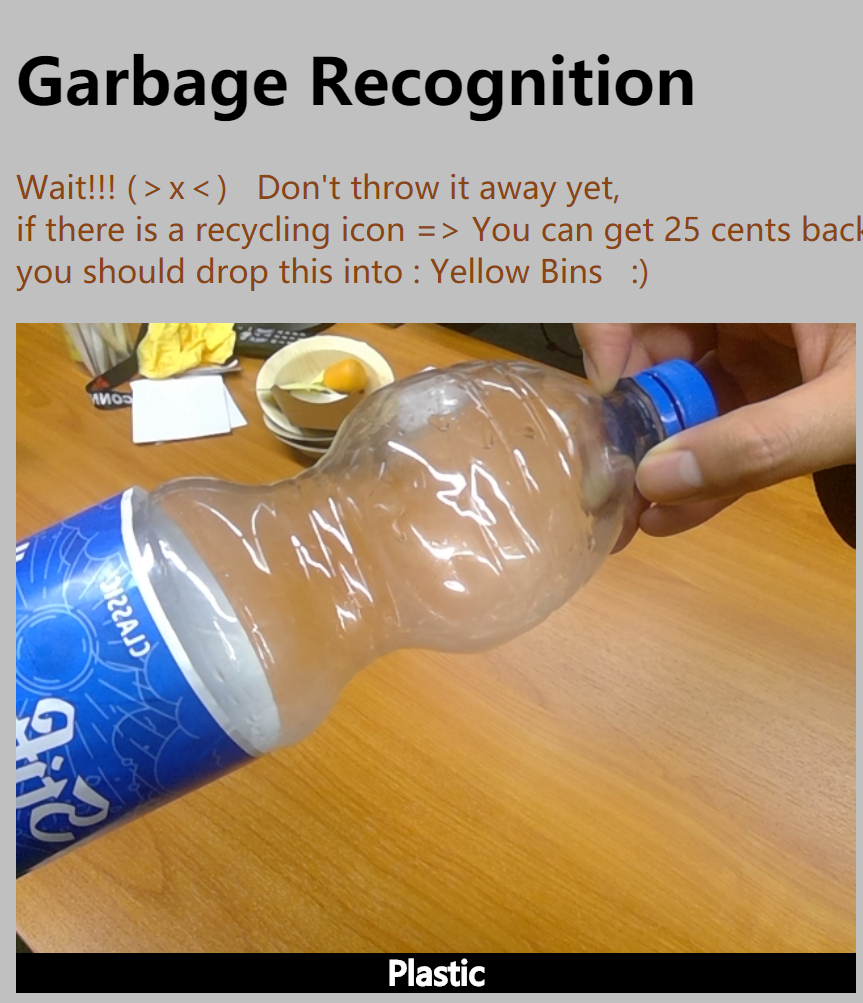 Garbage Recognition
Wait!!! ( > x < )   Don't throw it away yet,
if there is a recycling icon => You can get 25 cents back
you should drop this into : Yellow Bins   :)
CLASSIC
Plastic